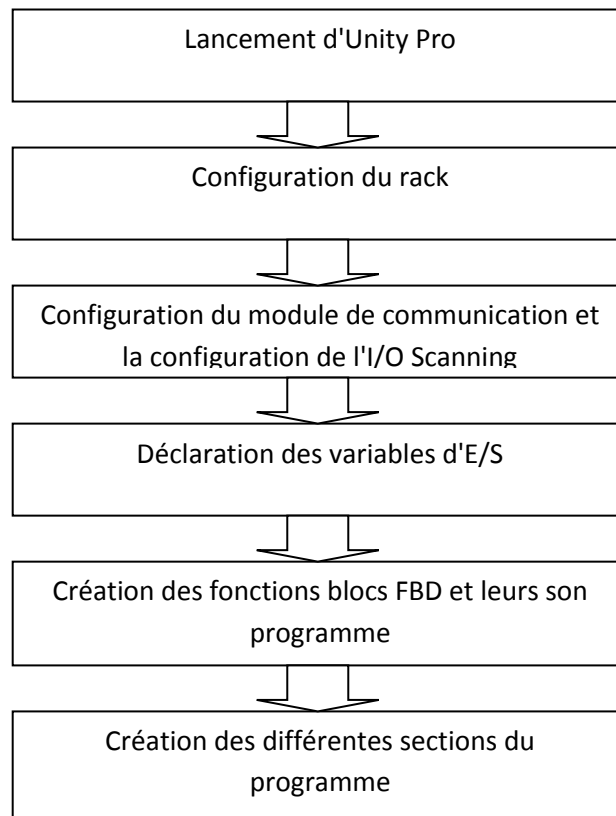 Lancement d'Unity Pro
Configuration du rack
Configuration du module de communication et
la configuration de l'I/O Scanning
Déclaration des variables d'E/S
Création des fonctions blocs FBD et leurs son
programme
Création des différentes sections du
programme